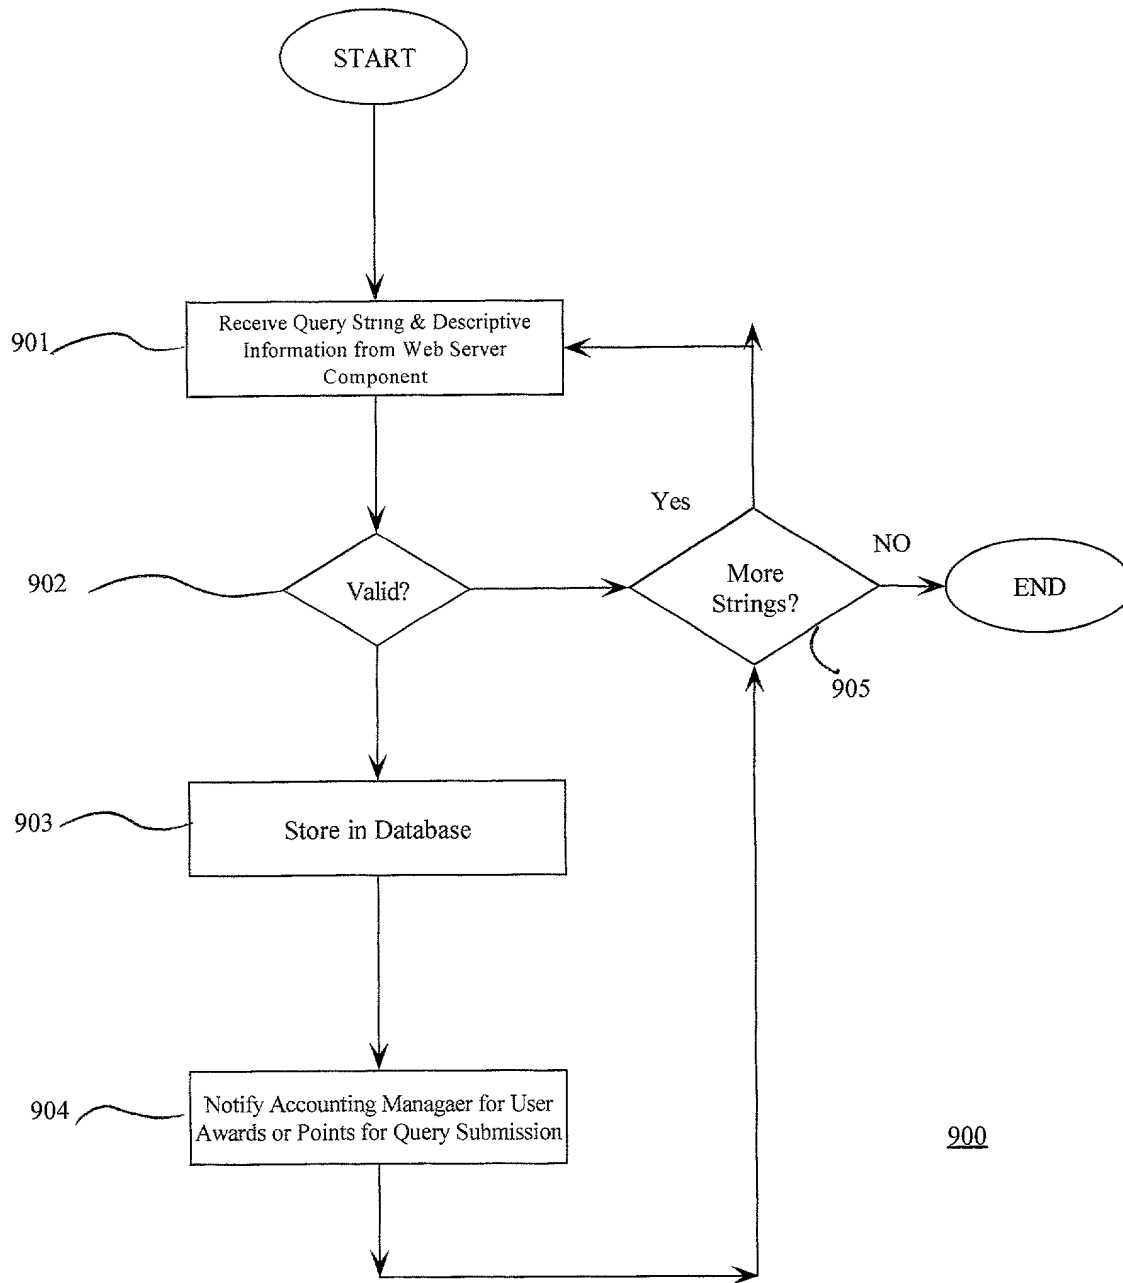 START
901
Receive Query String & Descriptive
Information from Web Server
Component
Yes
NO
902
Valid?
More
Strings?
END
905
903
Store in Database
904
Notify Accounting Managaer for User
Awards or Points for Query Submission
900